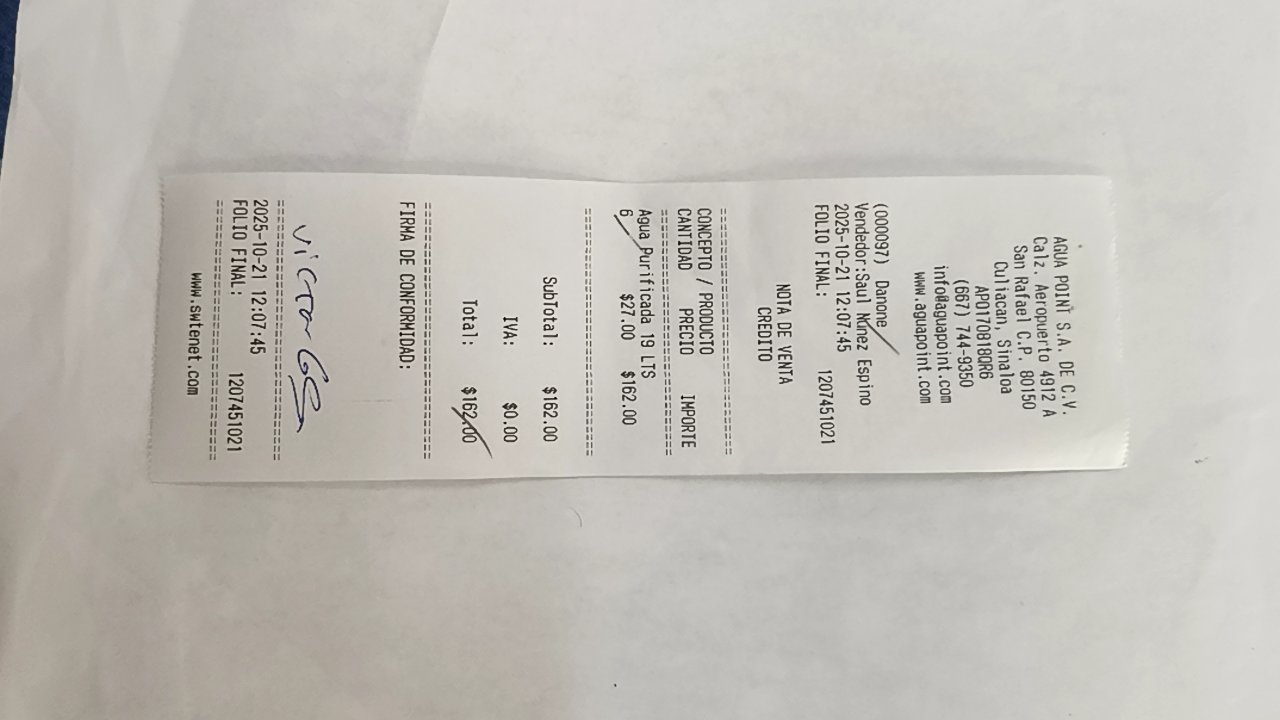 AGUA POINT S.A. DE C.V.
Calz. Aeropuerto 4912 A
San Rafael C.P. 80150
Culiacan, Sinaloa
APO170818QR6
(667) 744-9350
info@aguapoint.com
www.aguapoint.com
(000097) Danone
Vendedor:Saul Nuñez Espino
2025-10-21 12:07:45
FOLIO FINAL: 1207451021
NOTA DE VENTA
CREDITO
==============================
CONCEPTO / PRODUCTO
CANTIDAD PRECIO IMPORTE
==============================
Agua Purificada 19 LTS
6 $27.00 $162.00
==============================
SubTotal: $162.00
IVA: $0.00
Total: $162.00
==============================
FIRMA DE CONFORMIDAD:
Victor
==============================
2025-10-21 12:07:45
FOLIO FINAL: 1207451021
==============================
www.swtenet.com